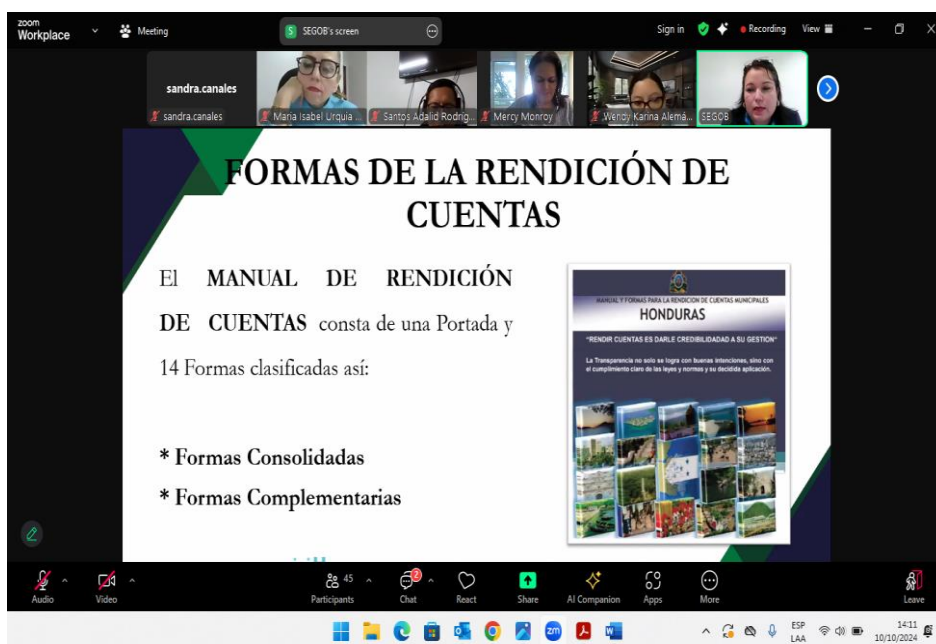 zoom
Workplace
Meeting
S SEGOB's screen
Sign in
Recording
View
sandra.canales
sandra.canales
Maria Isabel Urquia ...
Santos Adalid Rodrig...
Mercy Monroy
Wendy Karina Alemá...
SEGOB
FORMAS DE LA RENDICIÓN DE
CUENTAS
El MANUAL DE RENDICIÓN
DE CUENTAS consta de una Portada y
14 Formas clasificadas así:
* Formas Consolidadas
* Formas Complementarias
MANUAL Y FORMAS PARA LA RENDICION DE CUENTAS MUNICIPALES
HONDURAS
"RENDIR CUENTAS ES DARLE CREDIBILIDADAD A SU GESTION"
La Transparencia no solo se logra con buenas intenciones, sino con
el cumplimiento claro de las leyes y normas y su decidida aplicación.
Audio
Video
45
Participants
2
Chat
React
Share
AI Companion
Apps
More
Leave
zm
W
ESP
LAA
14:11
10/10/2024